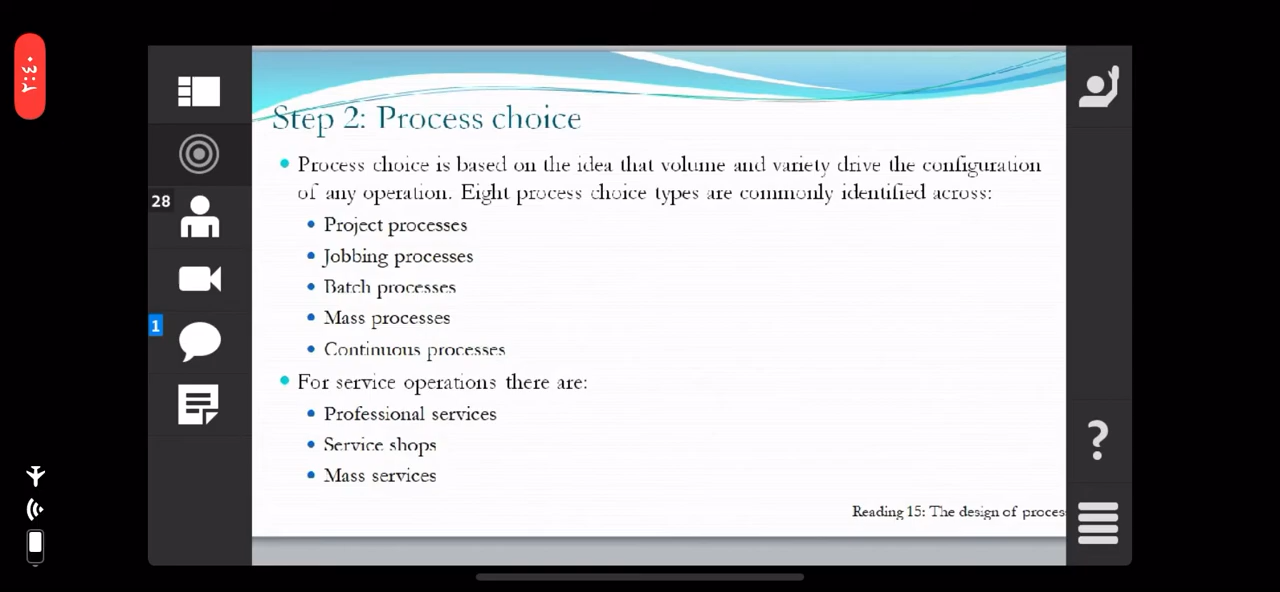 ٠٣:٤
28
1
Step 2: Process choice
Process choice is based on the idea that volume and variety drive the configuration
of any operation. Eight process choice types are commonly identified across:
Project processes
Jobbing processes
Batch processes
Mass processes
Continuous processes
For service operations there are:
Professional services
Service shops
Mass services
Reading 15: The design of proces
?